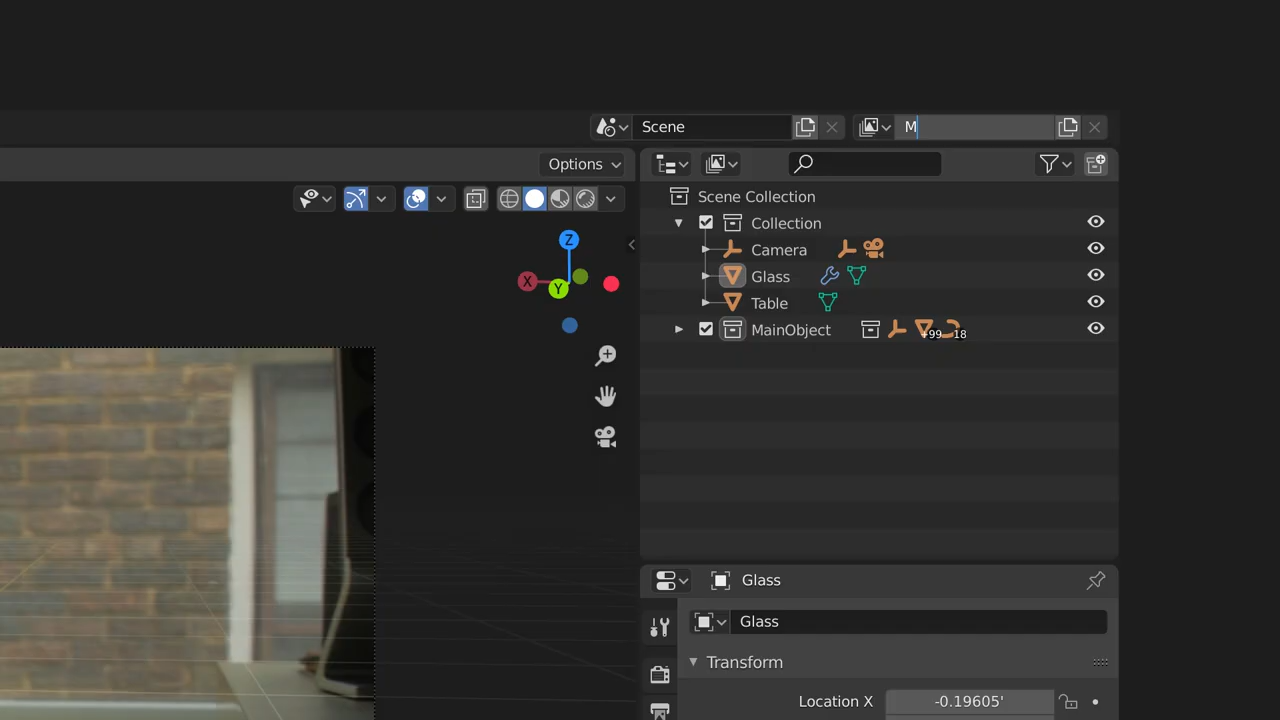 Scene M
Options
Scene Collection
Collection
Z
Camera
X Y
Glass
Table
MainObject +99 18
Glass
Glass
Transform
Location X -0.19605'